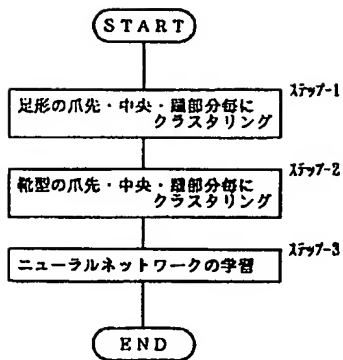 START
ステップ-1
足形の爪先・中央・踵部分毎に
クラスタリング
ステップ-2
靴型の爪先・中央・踵部分毎に
クラスタリング
ステップ-3
ニューラルネットワークの学習
END